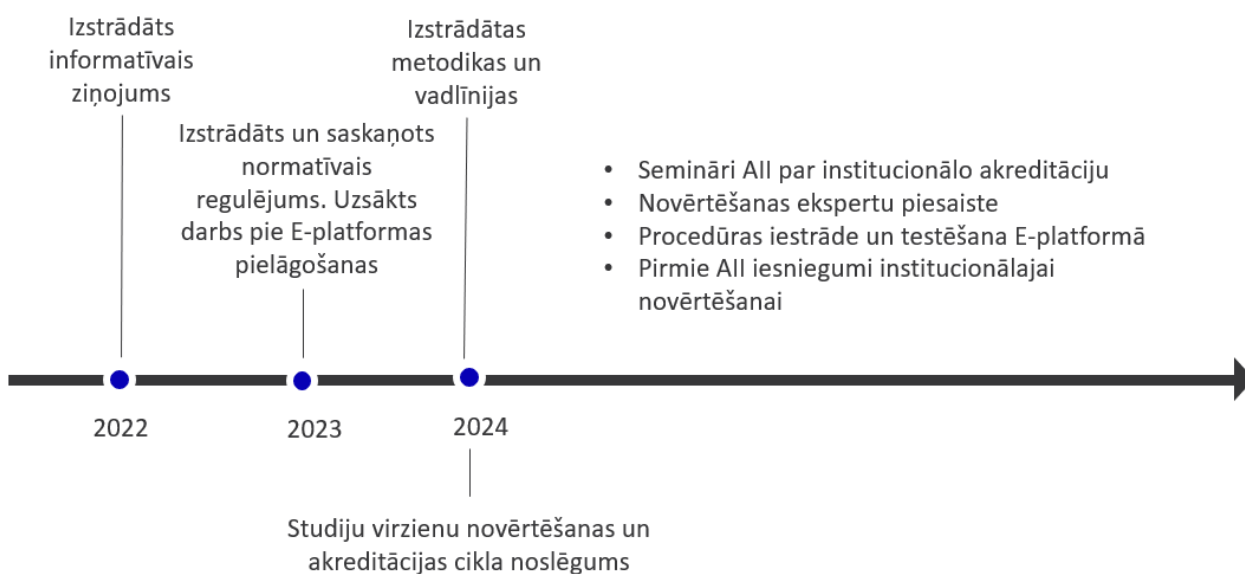 Izstrādāts
informatīvais
ziņojums
Izstrādāts un saskaņots
normatīvais
regulējums. Uzsākts
darbs pie E-platformas
pielāgošanas
Izstrādātas
metodikas un
vadlīnijas
• Semināri AII par institucionālo akreditāciju
• Novērtēšanas ekspertu piesaiste
• Procedūras iestrāde un testēšana E-platformā
• Pirmie AII iesniegumi institucionālajai
novērtēšanai
2022
2023
2024
Studiju virzienu novērtēšanas un
akreditācijas cikla noslēgums